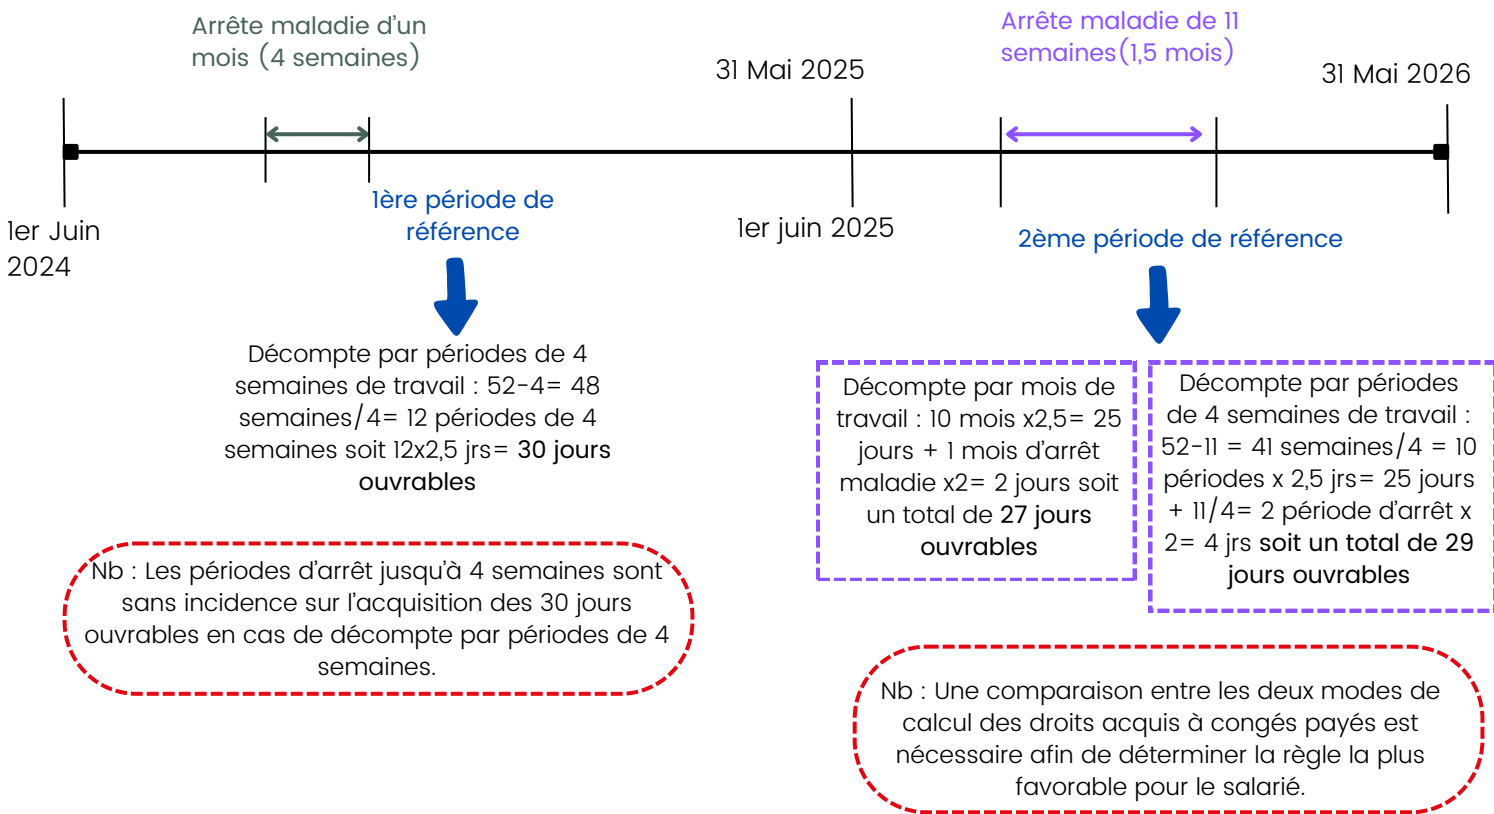 Arrête maladie d'un
mois (4 semaines)
Arrête maladie de 11
semaines(1,5 mois)
31 Mai 2025
31 Mai 2026
1er Juin
2024
1ère période de
référence
1er juin 2025
2ème période de référence
Décompte par périodes de 4
semaines de travail : 52-4= 48
semaines/4= 12 périodes de 4
semaines soit 12x2,5 jrs= 30 jours
ouvrables
Décompte par mois de
travail : 10 mois x2,5= 25
jours + 1 mois d'arrêt
maladie x2= 2 jours soit
un total de 27 jours
ouvrables
Décompte par périodes
de 4 semaines de travail :
52-11 = 41 semaines/4 = 10
périodes x 2,5 jrs= 25 jours
+ 11/4= 2 période d'arrêt x
2= 4 jrs soit un total de 29
jours ouvrables
Nb : Les périodes d'arrêt jusqu'à 4 semaines sont
sans incidence sur l'acquisition des 30 jours
ouvrables en cas de décompte par périodes de 4
semaines.
Nb : Une comparaison entre les deux modes de
calcul des droits acquis à congés payés est
nécessaire afin de déterminer la règle la plus
favorable pour le salarié.